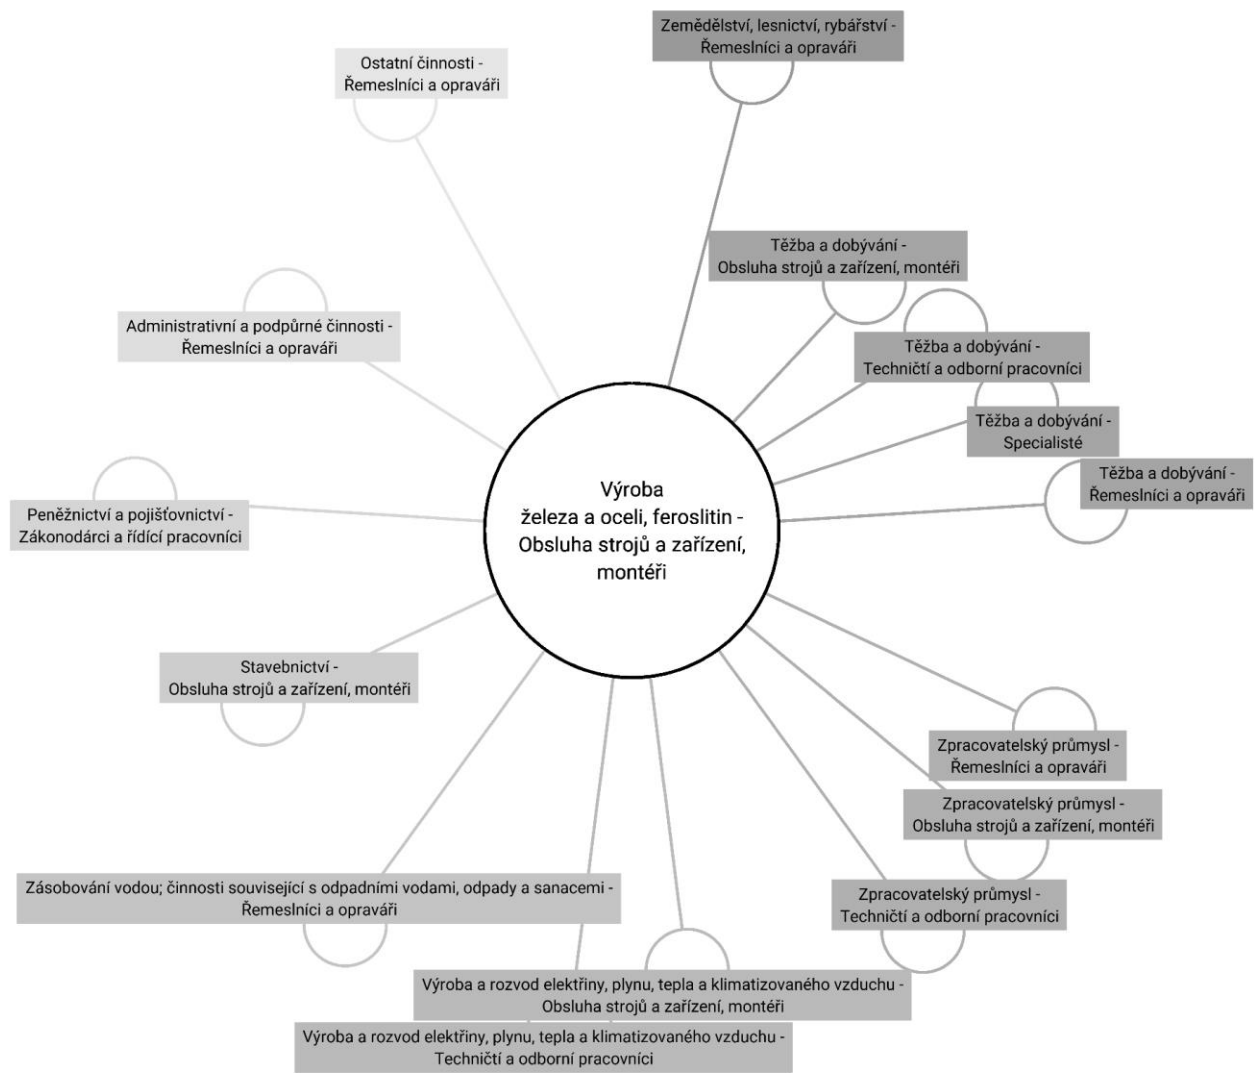 Zemědělství, lesnictví, rybářství -
Řemeslníci a opraváři
Ostatní činnosti -
Řemeslníci a opraváři
Těžba a dobývání -
Obsluha strojů a zařízení, montéři
Administrativní a podpůrné činnosti -
Řemeslníci a opraváři
Těžba a dobývání -
Techničtí a odborní pracovníci
Těžba a dobývání -
Specialisté
Těžba a dobývání -
Řemeslníci a opraváři
Výroba
železa a oceli, feroslitin -
Obsluha strojů a zařízení,
montéři
Peněžnictví a pojišťovnictví -
Zákonodárci a řídící pracovníci
Stavebnictví -
Obsluha strojů a zařízení, montéři
Zpracovatelský průmysl -
Řemeslníci a opraváři
Zpracovatelský průmysl -
Obsluha strojů a zařízení, montéři
Zásobování vodou; činnosti související s odpadními vodami, odpady a sanacemi -
Řemeslníci a opraváři
Zpracovatelský průmysl -
Techničtí a odborní pracovníci
Výroba a rozvod elektřiny, plynu, tepla a klimatizovaného vzduchu -
Obsluha strojů a zařízení, montéři
Výroba a rozvod elektřiny, plynu, tepla a klimatizovaného vzduchu -
Techničtí a odborní pracovníci